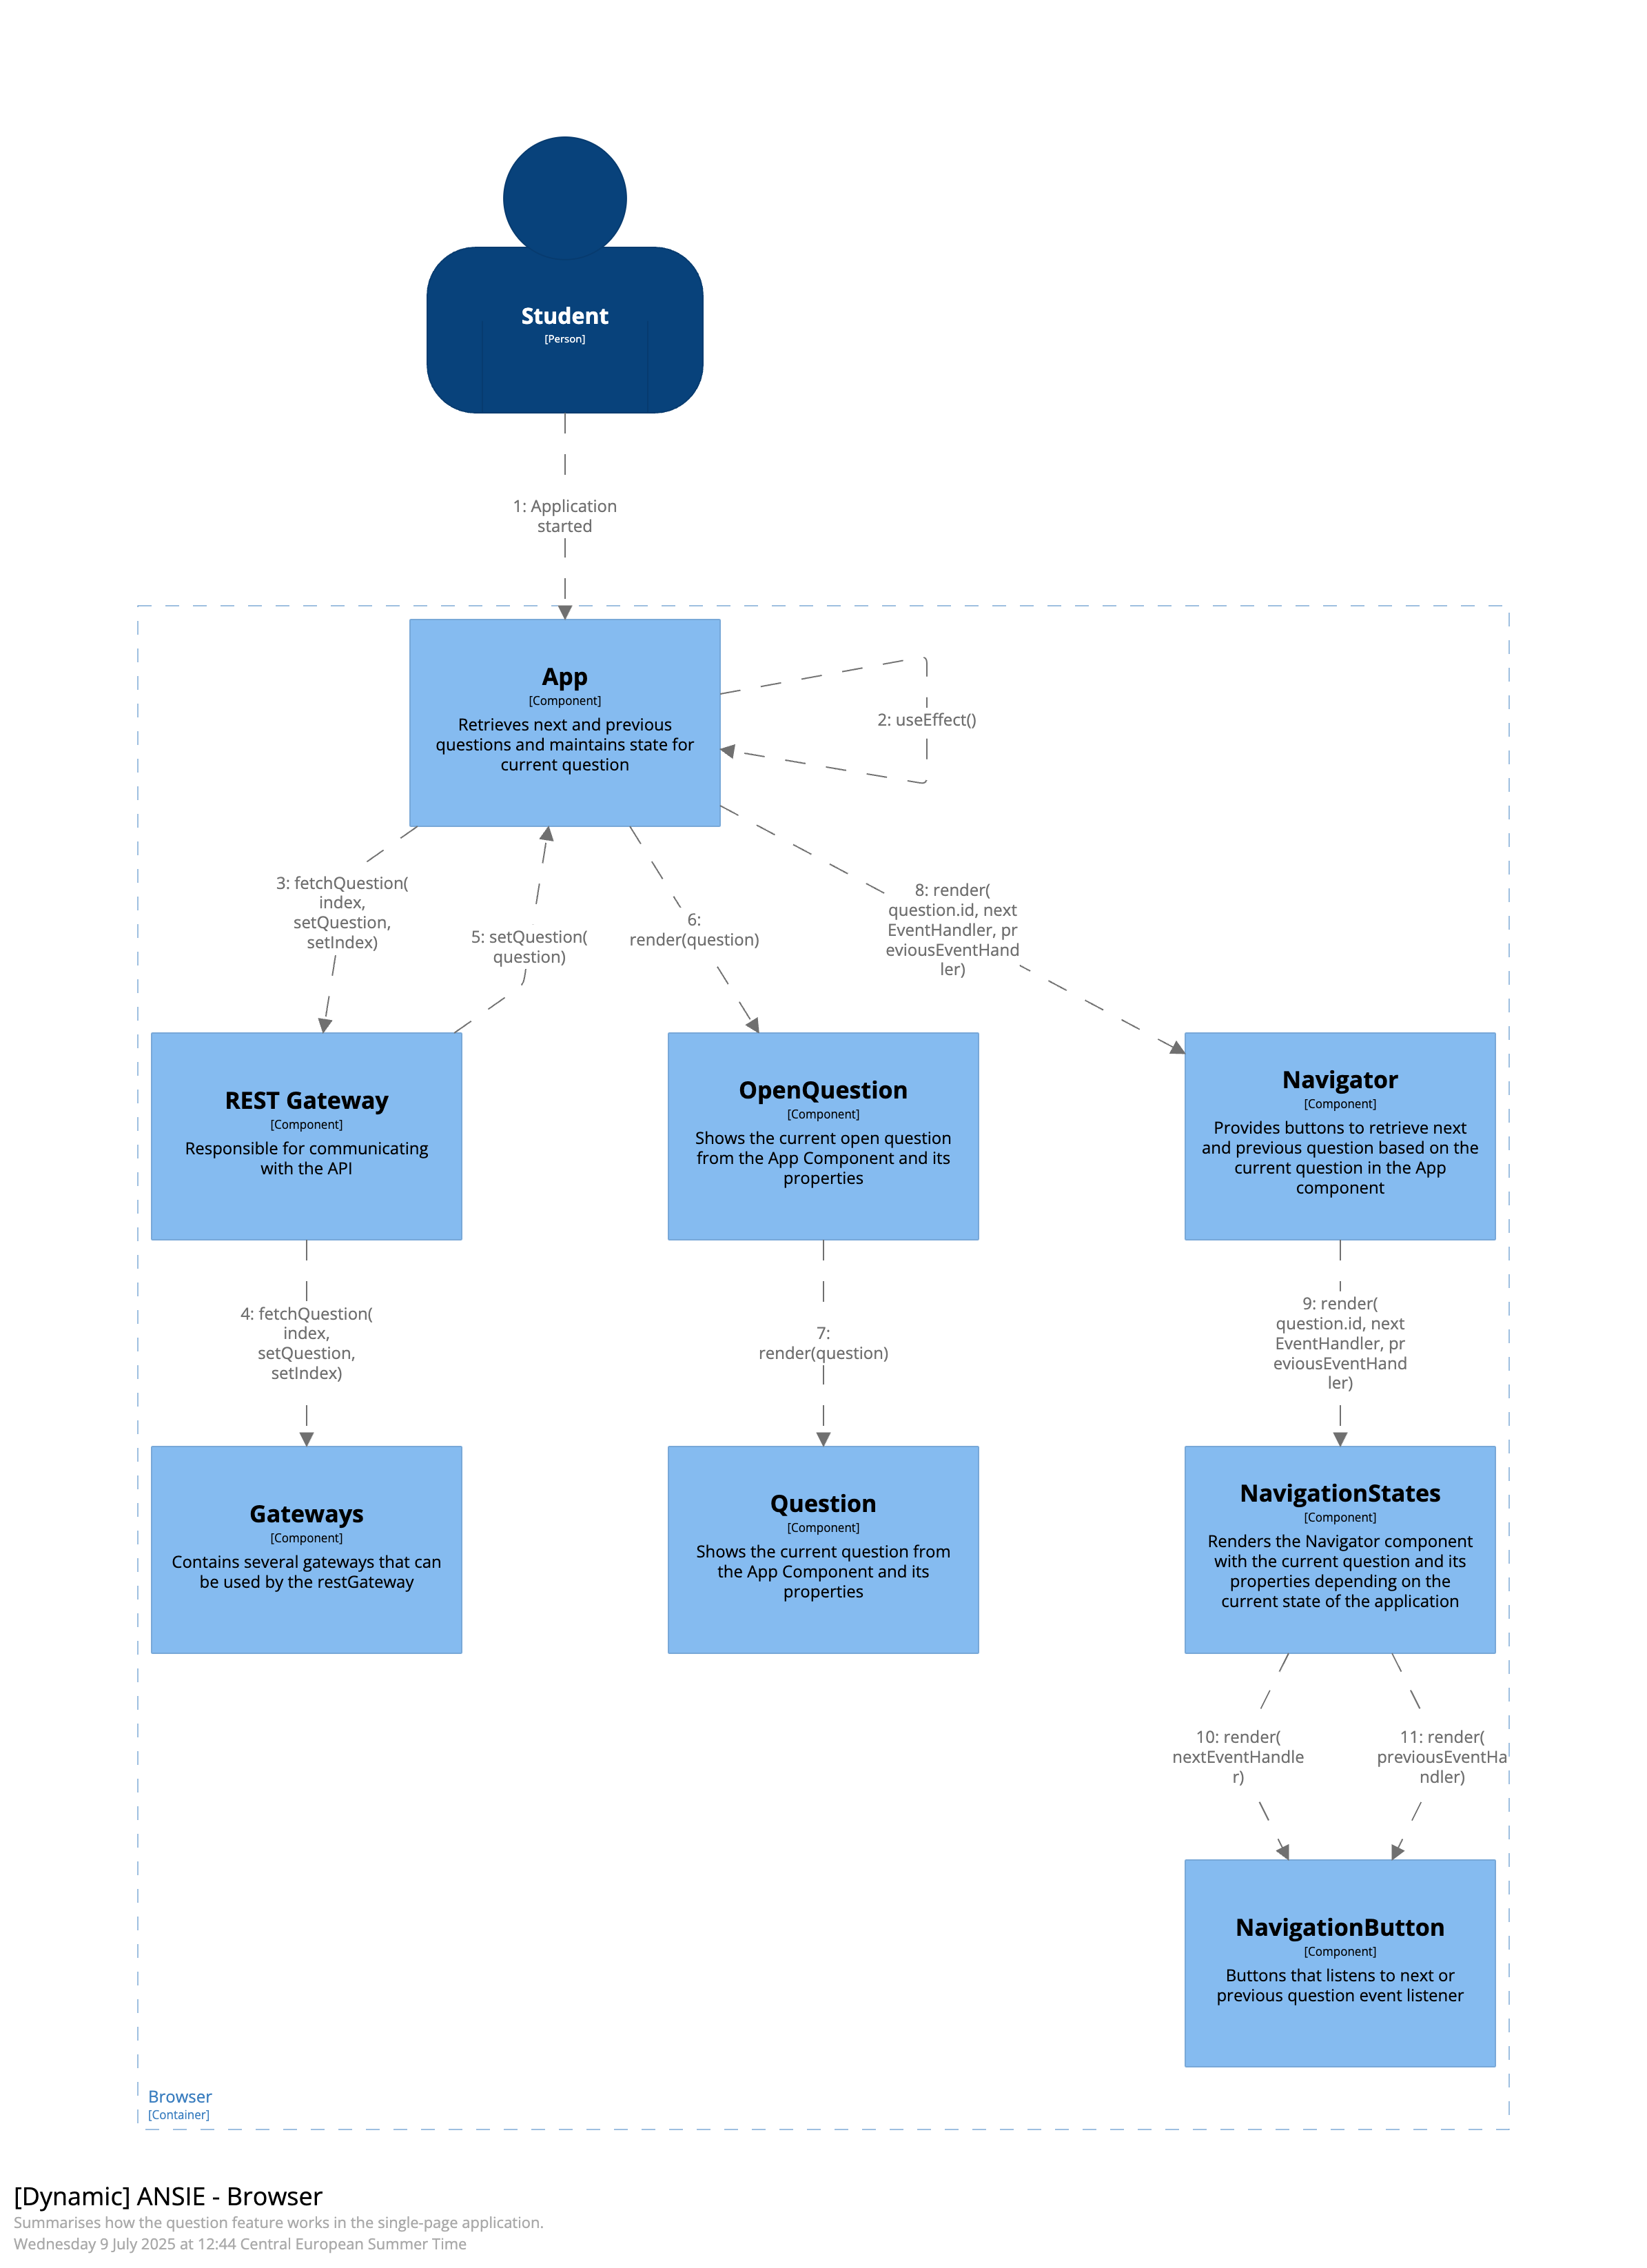 Student
[Person]
1: Application
started
App
[Component]
Retrieves next and previous
questions and maintains state for
current question
2: useEffect()
3: fetchQuestion(
index,
setQuestion,
setIndex)
5: setQuestion(
question)
6:
render(question)
8: render(
question.id, next
EventHandler, pr
eviousEventHand
ler)
REST Gateway
[Component]
Responsible for communicating
with the API
OpenQuestion
[Component]
Shows the current open question
from the App Component and its
properties
Navigator
[Component]
Provides buttons to retrieve next
and previous question based on the
current question in the App
component
4: fetchQuestion(
index,
setQuestion,
setIndex)
7:
render(question)
9: render(
question.id, next
EventHandler, pr
eviousEventHand
ler)
Gateways
[Component]
Contains several gateways that can
be used by the restGateway
Question
[Component]
Shows the current question from
the App Component and its
properties
NavigationStates
[Component]
Renders the Navigator component
with the current question and its
properties depending on the
current state of the application
10: render(
nextEventHandle
r)
11: render(
previousEventHa
ndler)
NavigationButton
[Component]
Buttons that listens to next or
previous question event listener
Browser
[Container]
[Dynamic] ANSIE - Browser
Summarises how the question feature works in the single-page application.
Wednesday 9 July 2025 at 12:44 Central European Summer Time